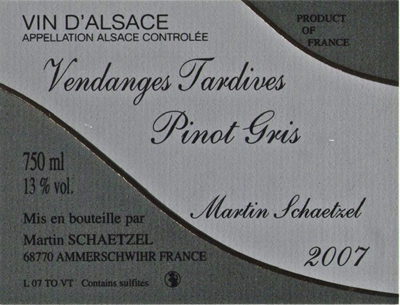 VIN D'ALSACE
APPELLATION ALSACE CONTROLÉE
PRODUCT
OF
FRANCE
Vendanges Tardives
Pinot Gris
750 ml
13 % vol.
Mis en bouteille par
Martin SCHAETZEL
68770 AMMERSCHWIHR FRANCE
L 07 TO VT Contains sulfites
Martin Schaetzel
2007